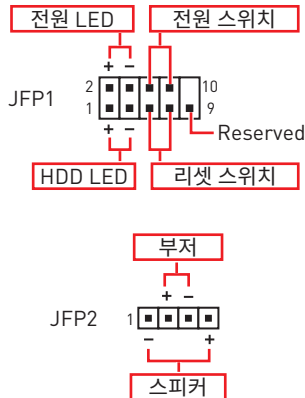 전원 LED 전원 스위치
+ −
2 10
JFP1
1 9
+ −
Reserved
HDD LED 리셋 스위치
부저
+ −
JFP2 1
− +
스피커